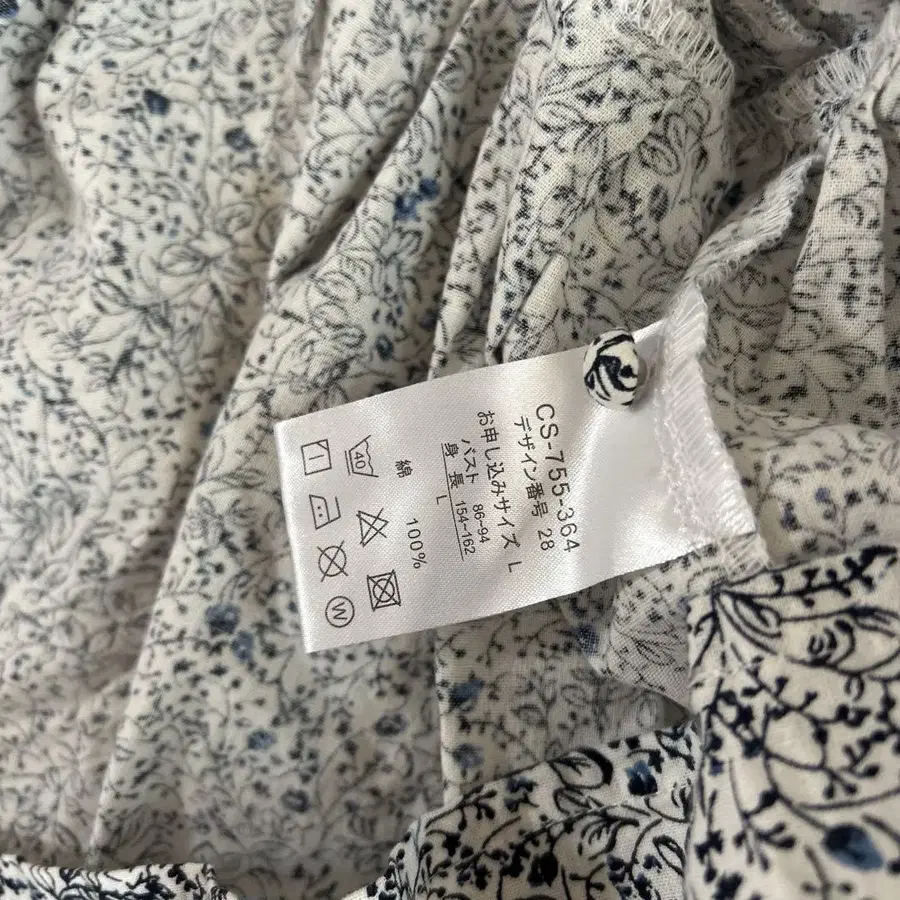 CS-755-364
デザイン番号 28
お申し込みサイズ L
バスト 86~94
身長 154~162
L
綿 100%
40
W